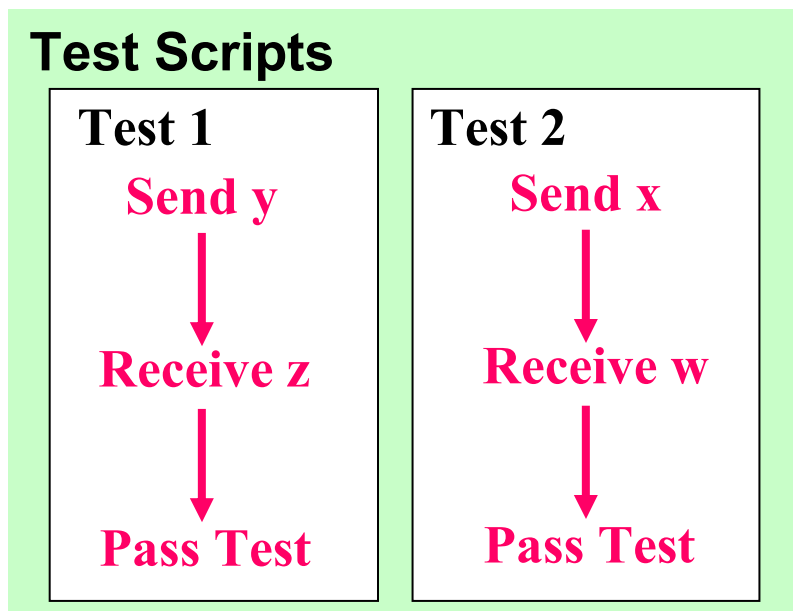 Test Scripts
Test 1
Send y
Receive z
Pass Test
Test 2
Send x
Receive w
Pass Test